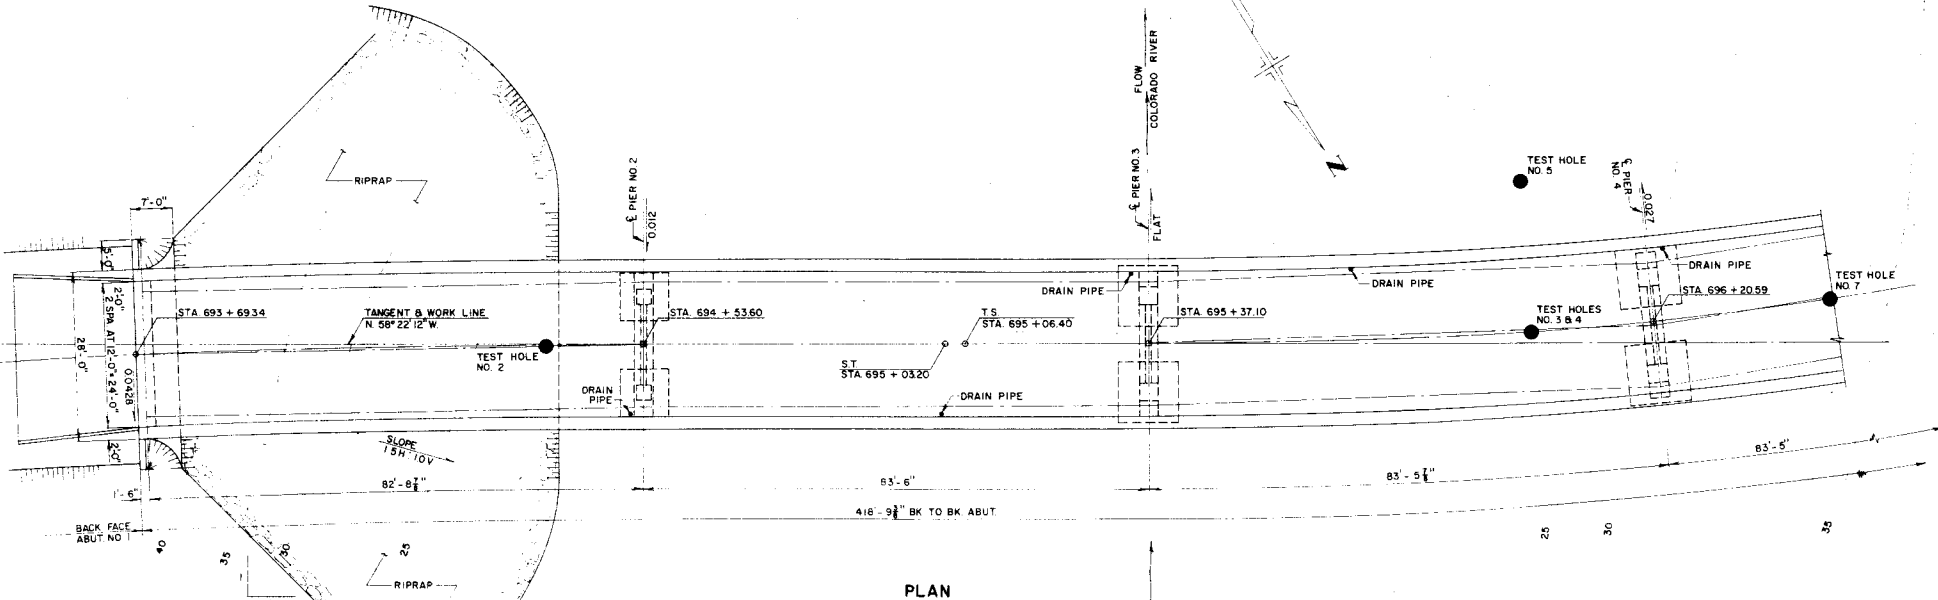 FLOW
COLORADO RIVER
RIPRAP
℄ PIER NO. 2
0.012
℄ PIER NO. 3
FLAT
TEST HOLE
NO. 5
℄ PIER
NO. 4
0.027
N
7'-0"
5'-0"
2'-0"
2 SPA. AT 12'-0" = 24'-0"
28'-0"
0.0428
2'-0"
STA. 693 + 69.34
TANGENT & WORK LINE
N. 58° 22' 12" W.
TEST HOLE
NO. 2
STA. 694 + 53.60
DRAIN
PIPE
T.S.
STA. 695 + 06.40
S.T.
STA. 695 + 03.20
DRAIN PIPE
DRAIN PIPE
STA. 695 + 37.10
DRAIN PIPE
TEST HOLES
NO. 3 & 4
DRAIN PIPE
STA. 696 + 20.59
TEST HOLE
NO. 7
SLOPE
1.5H : 1.0V
1'-6"
82'-8⅞"
83'-6"
83'-5⅞"
83'-5"
418'-9⅜" BK. TO BK. ABUT.
BACK FACE
ABUT. NO. 1
40
35
30
25
25
30
35
1
RIPRAP
PLAN